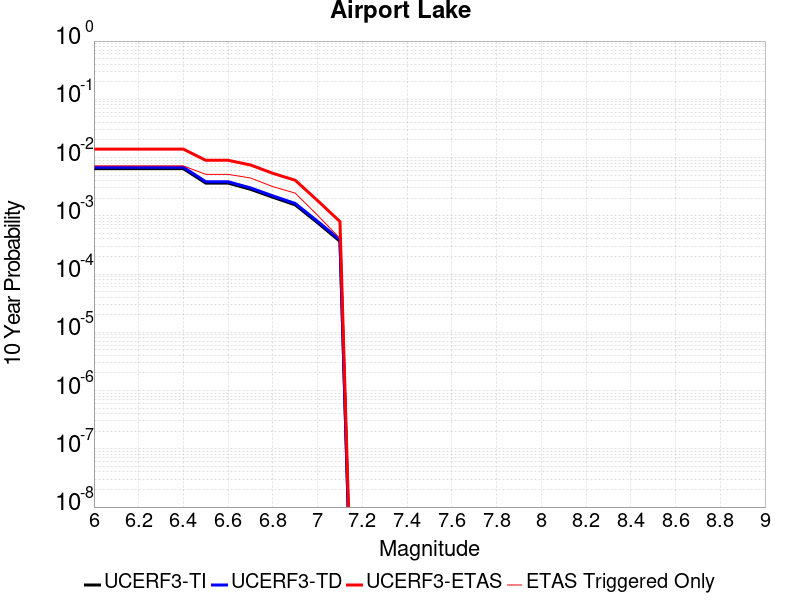 Airport Lake
10 0
10 -1
10 -2
10 -3
10 -4
10 -5
10 -6
10 -7
10 -8
10 Year Probability
6 6.2 6.4 6.6 6.8 7 7.2 7.4 7.6 7.8 8 8.2 8.4 8.6 8.8 9
Magnitude
UCERF3-TI UCERF3-TD UCERF3-ETAS ETAS Triggered Only